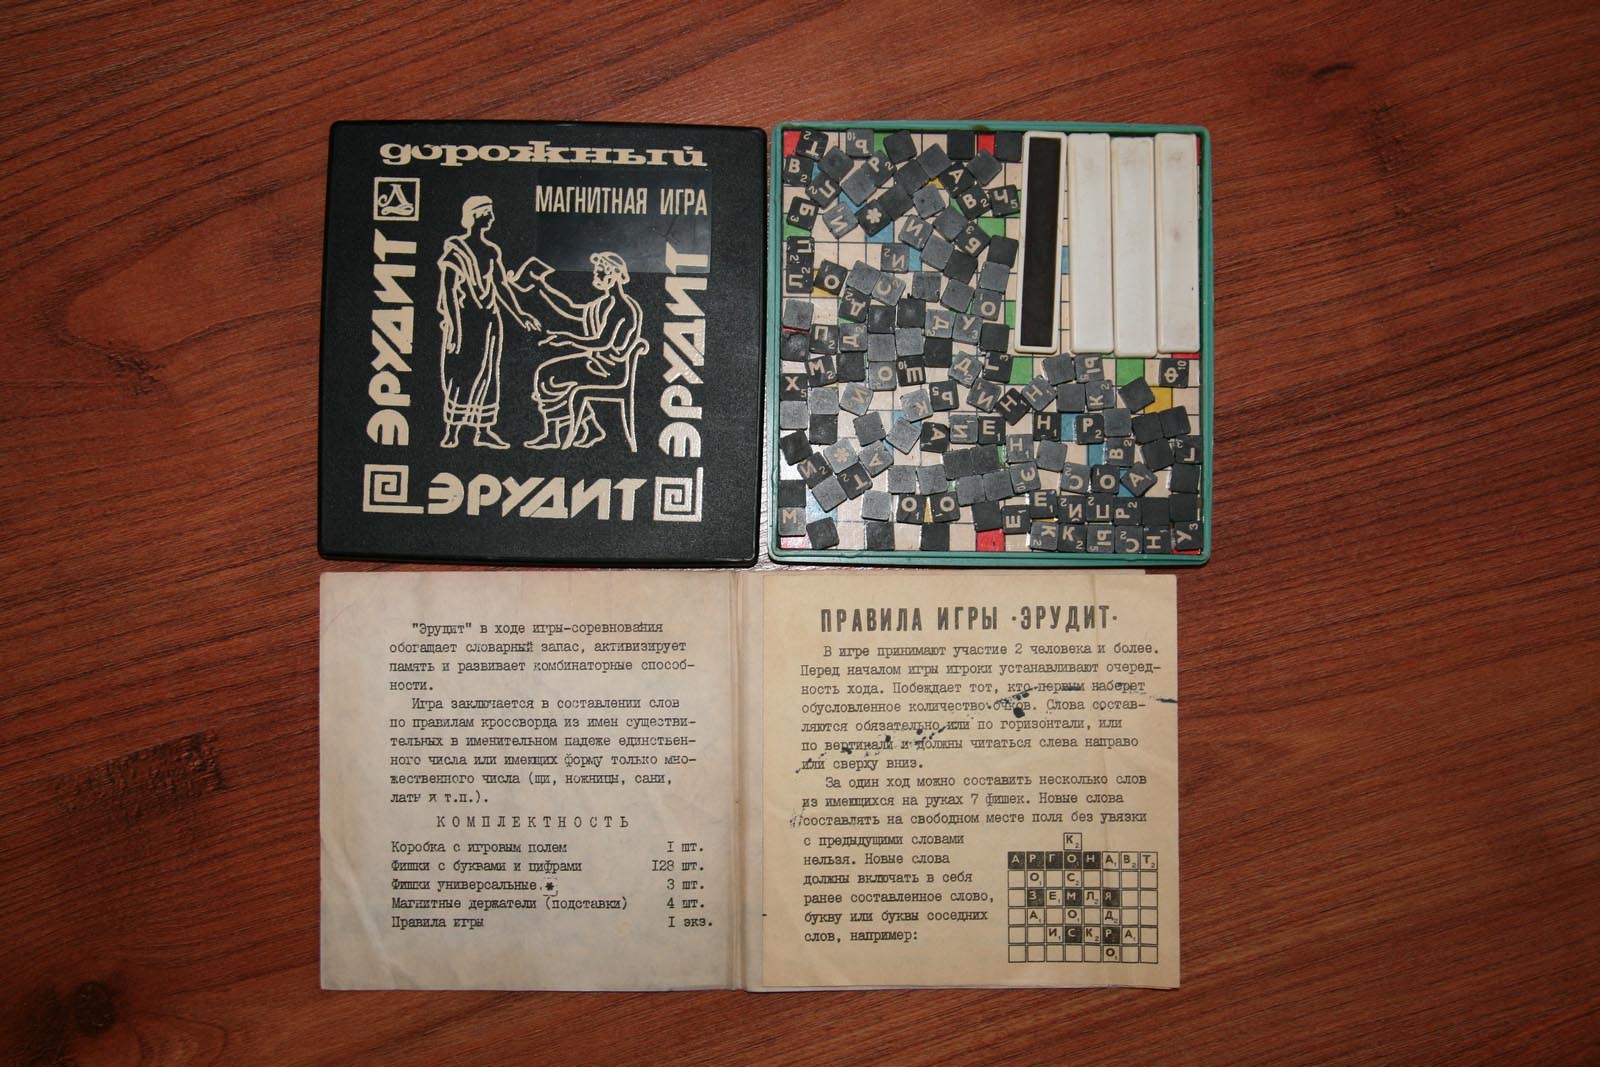 дорожный
МАГНИТНАЯ ИГРА
ЭРУДИТ
ЭРУДИТ
ЭРУДИТ
"Эрудит" в ходе игры-соревнования
обогащает словарный запас, активизирует
память и развивает комбинаторные способ-
ности.
Игра заключается в составлении слов
по правилам кроссворда из имен существи-
тельных в именительном падеже единствен-
ного числа или имеющих форму только мно-
жественного числа (щи, ножницы, сани,
латы и т.п.).
КОМПЛЕКТНОСТЬ
Коробка с игровым полем I шт.
Фишки с буквами и цифрами 128 шт.
Фишки универсальные * 3 шт.
Магнитные держатели (подставки) 4 шт.
Правила игры I экз.
ПРАВИЛА ИГРЫ •ЭРУДИТ•
В игре принимают участие 2 человека и более.
Перед началом игры игроки устанавливают очеред-
ность хода. Побеждает тот, кто первым наберет
обусловленное количество очков. Слова состав-
ляются обязательно или по горизонтали, или
по вертикали и должны читаться слева направо
или сверху вниз.
За один ход можно составить несколько слов
из имеющихся на руках 7 фишек. Новые слова
составлять на свободном месте поля без увязки
с предыдущими словами
нельзя. Новые слова
должны включать в себя
ранее составленное слово,
букву или буквы соседних
слов, например:
К
АРГОНАВТ
О С
ЗЕМЛЯ
А О Д
ИСКРА
О